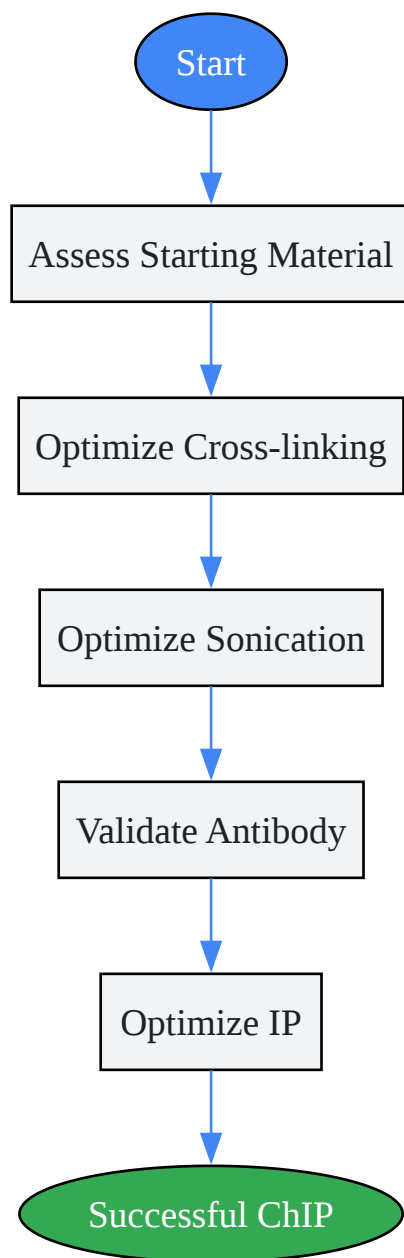 Start
Assess Starting Material
Optimize Cross-linking
Optimize Sonication
Validate Antibody
Optimize IP
Successful ChIP